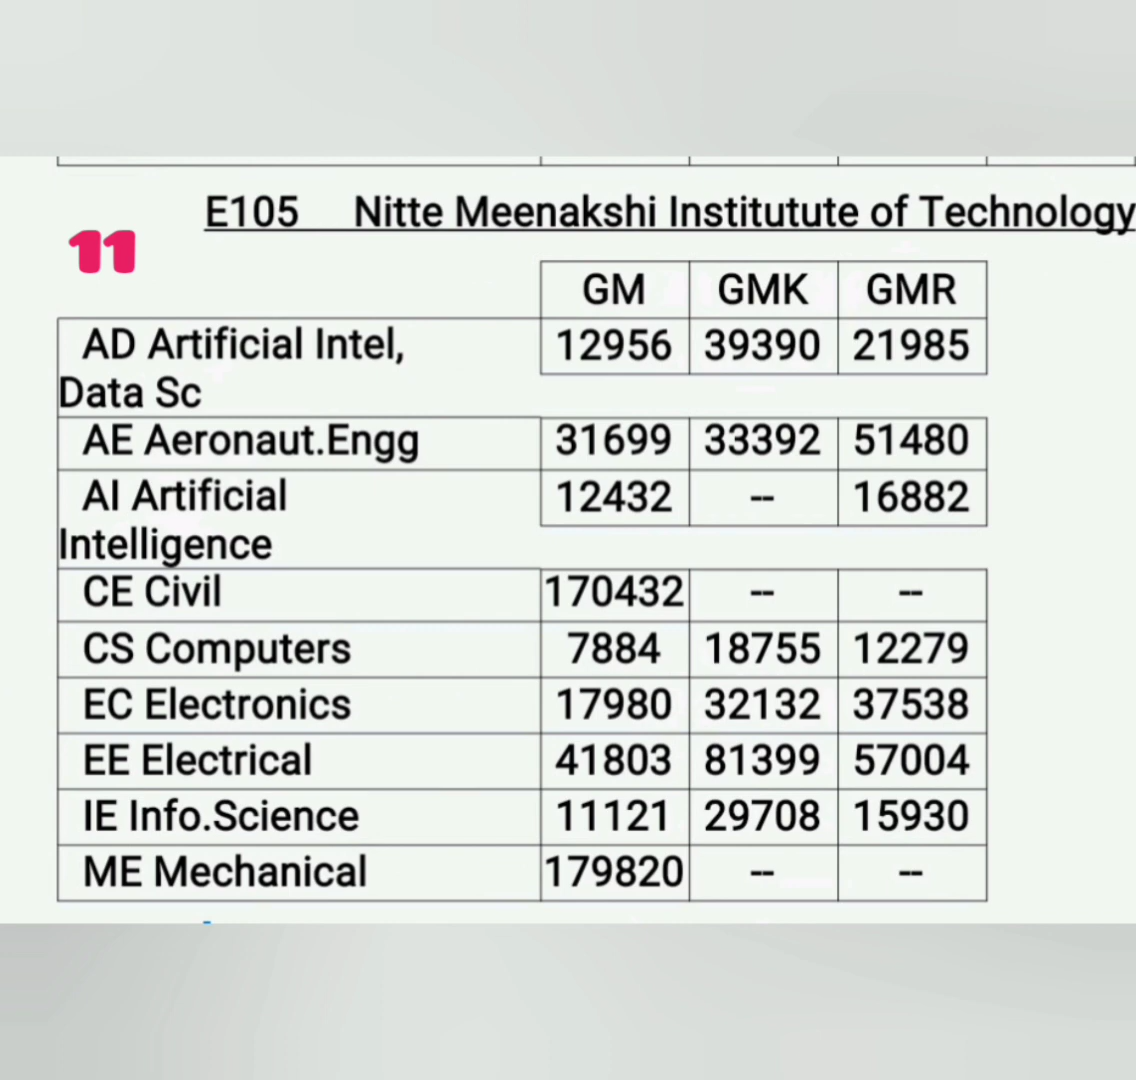 E105 Nitte Meenakshi Institutute of Technology
11
GM GMK GMR
AD Artificial Intel, 12956 39390 21985
Data Sc
AE Aeronaut.Engg 31699 33392 51480
AI Artificial 12432 -- 16882
Intelligence
CE Civil 170432 -- --
CS Computers 7884 18755 12279
EC Electronics 17980 32132 37538
EE Electrical 41803 81399 57004
IE Info.Science 11121 29708 15930
ME Mechanical 179820 -- --